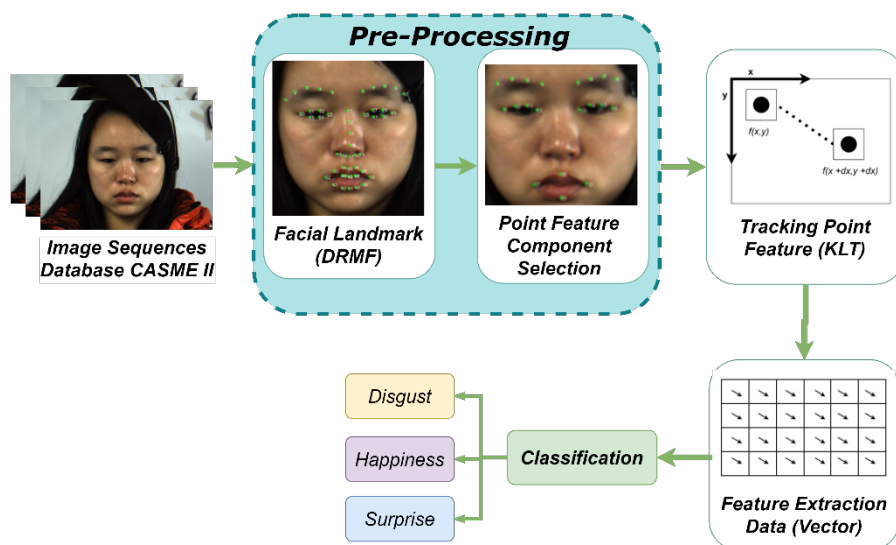 Pre-Processing
Image Sequences
Database CASME II
Facial Landmark
(DRMF)
Point Feature
Component
Selection
x
y
f(x,y)
f(x +dx,y +dx)
Tracking Point
Feature (KLT)
Feature Extraction
Data (Vector)
Classification
Disgust
Happiness
Surprise